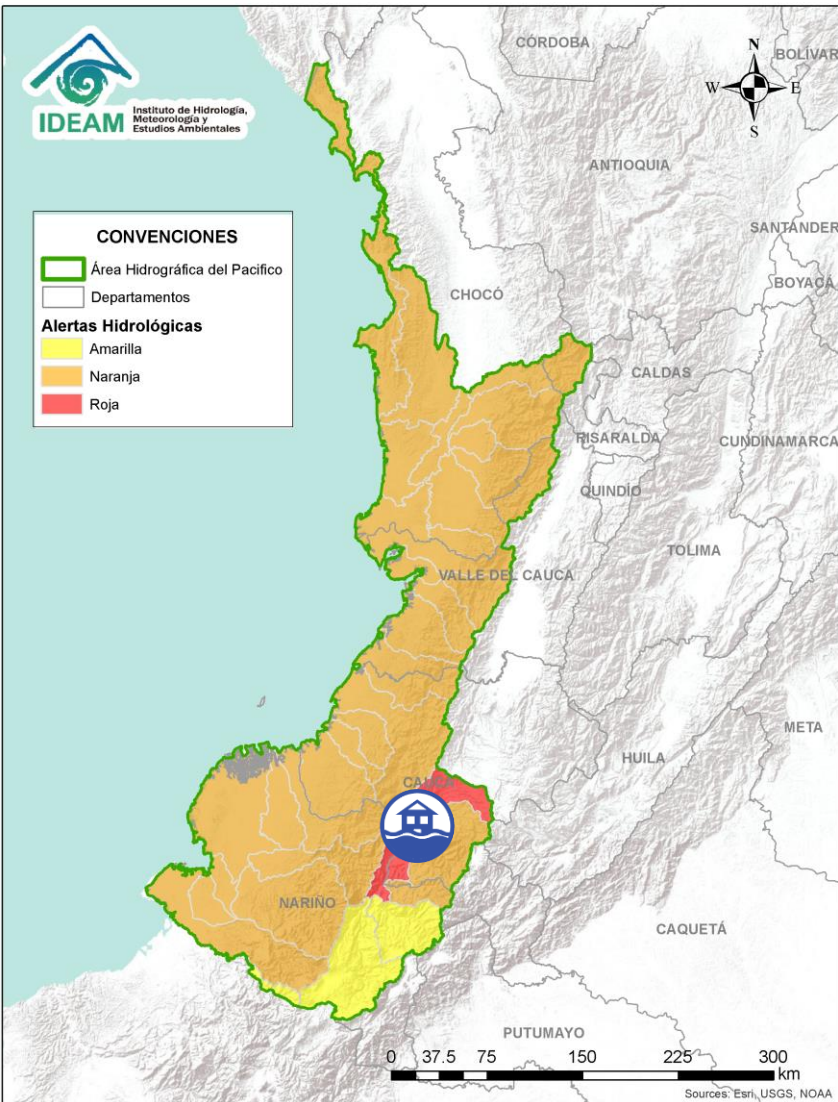 IDEAM
Instituto de Hidrología,
Meteorología y
Estudios Ambientales
CONVENCIONES
Área Hidrográfica del Pacifico
Departamentos
Alertas Hidrológicas
Amarilla
Naranja
Roja
N
W E
S
CÓRDOBA
BOLÍVAR
ANTIOQUIA
SANTANDER
BOYACÁ
CHOCÓ
CALDAS
RISARALDA
CUNDINAMARCA
QUINDÍO
TOLIMA
VALLE DEL CAUCA
META
HUILA
CAUCA
NARIÑO
CAQUETÁ
PUTUMAYO
0 37.5 75 150 225 300
km
Sources: Esri, USGS, NOAA